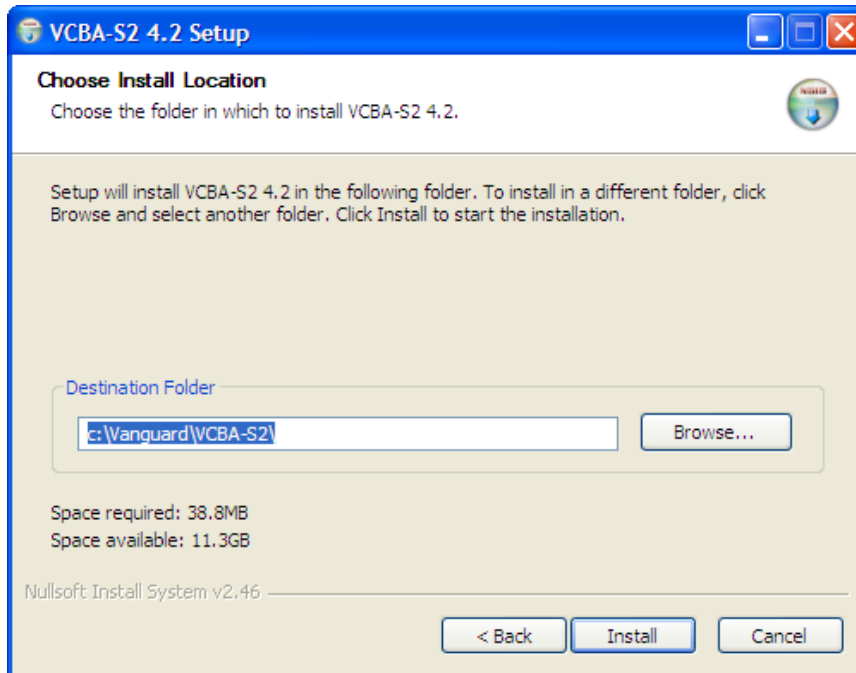 VCBA-S2 4.2 Setup
Choose Install Location
Choose the folder in which to install VCBA-S2 4.2.
Setup will install VCBA-S2 4.2 in the following folder. To install in a different folder, click
Browse and select another folder. Click Install to start the installation.
Destination Folder
c:\Vanguard\VCBA-S2\
Browse...
Space required: 38.8MB
Space available: 11.3GB
Nullsoft Install System v2.46
< Back
Install
Cancel